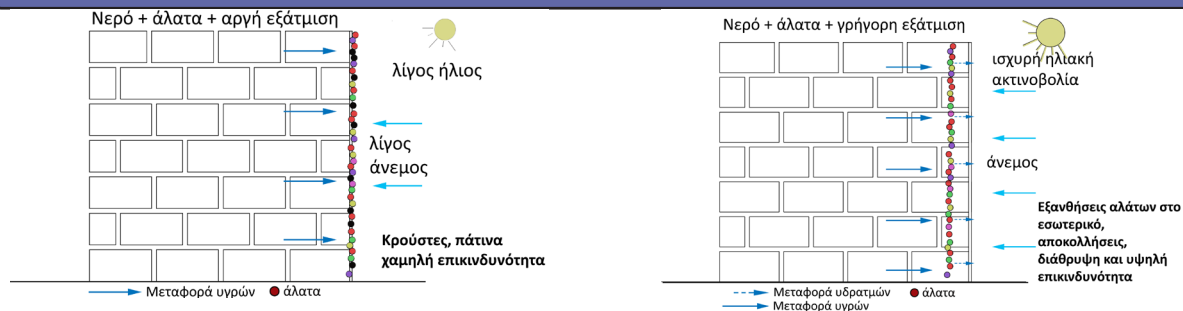 Νερό + άλατα + αργή εξάτμιση
λίγος ήλιος
λίγος
άνεμος
Κρούστες, πάτινα
χαμηλή επικινδυνότητα
Μεταφορά υγρών
άλατα
Νερό + άλατα + γρήγορη εξάτμιση
ισχυρή ηλιακή
ακτινοβολία
άνεμος
Εξανθήσεις αλάτων στο
εσωτερικό,
αποκολλήσεις,
διάθρυψη και υψηλή
επικινδυνότητα
Μεταφορά υδρατμών
άλατα
Μεταφορά υγρών